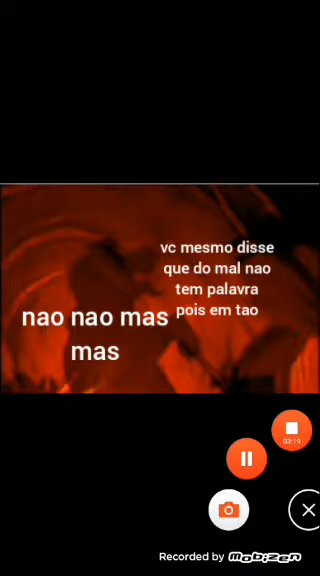 vc mesmo disse
que do mal nao
tem palavra
pois em tao
nao nao mas
mas
03:19
Recorded by mobizen